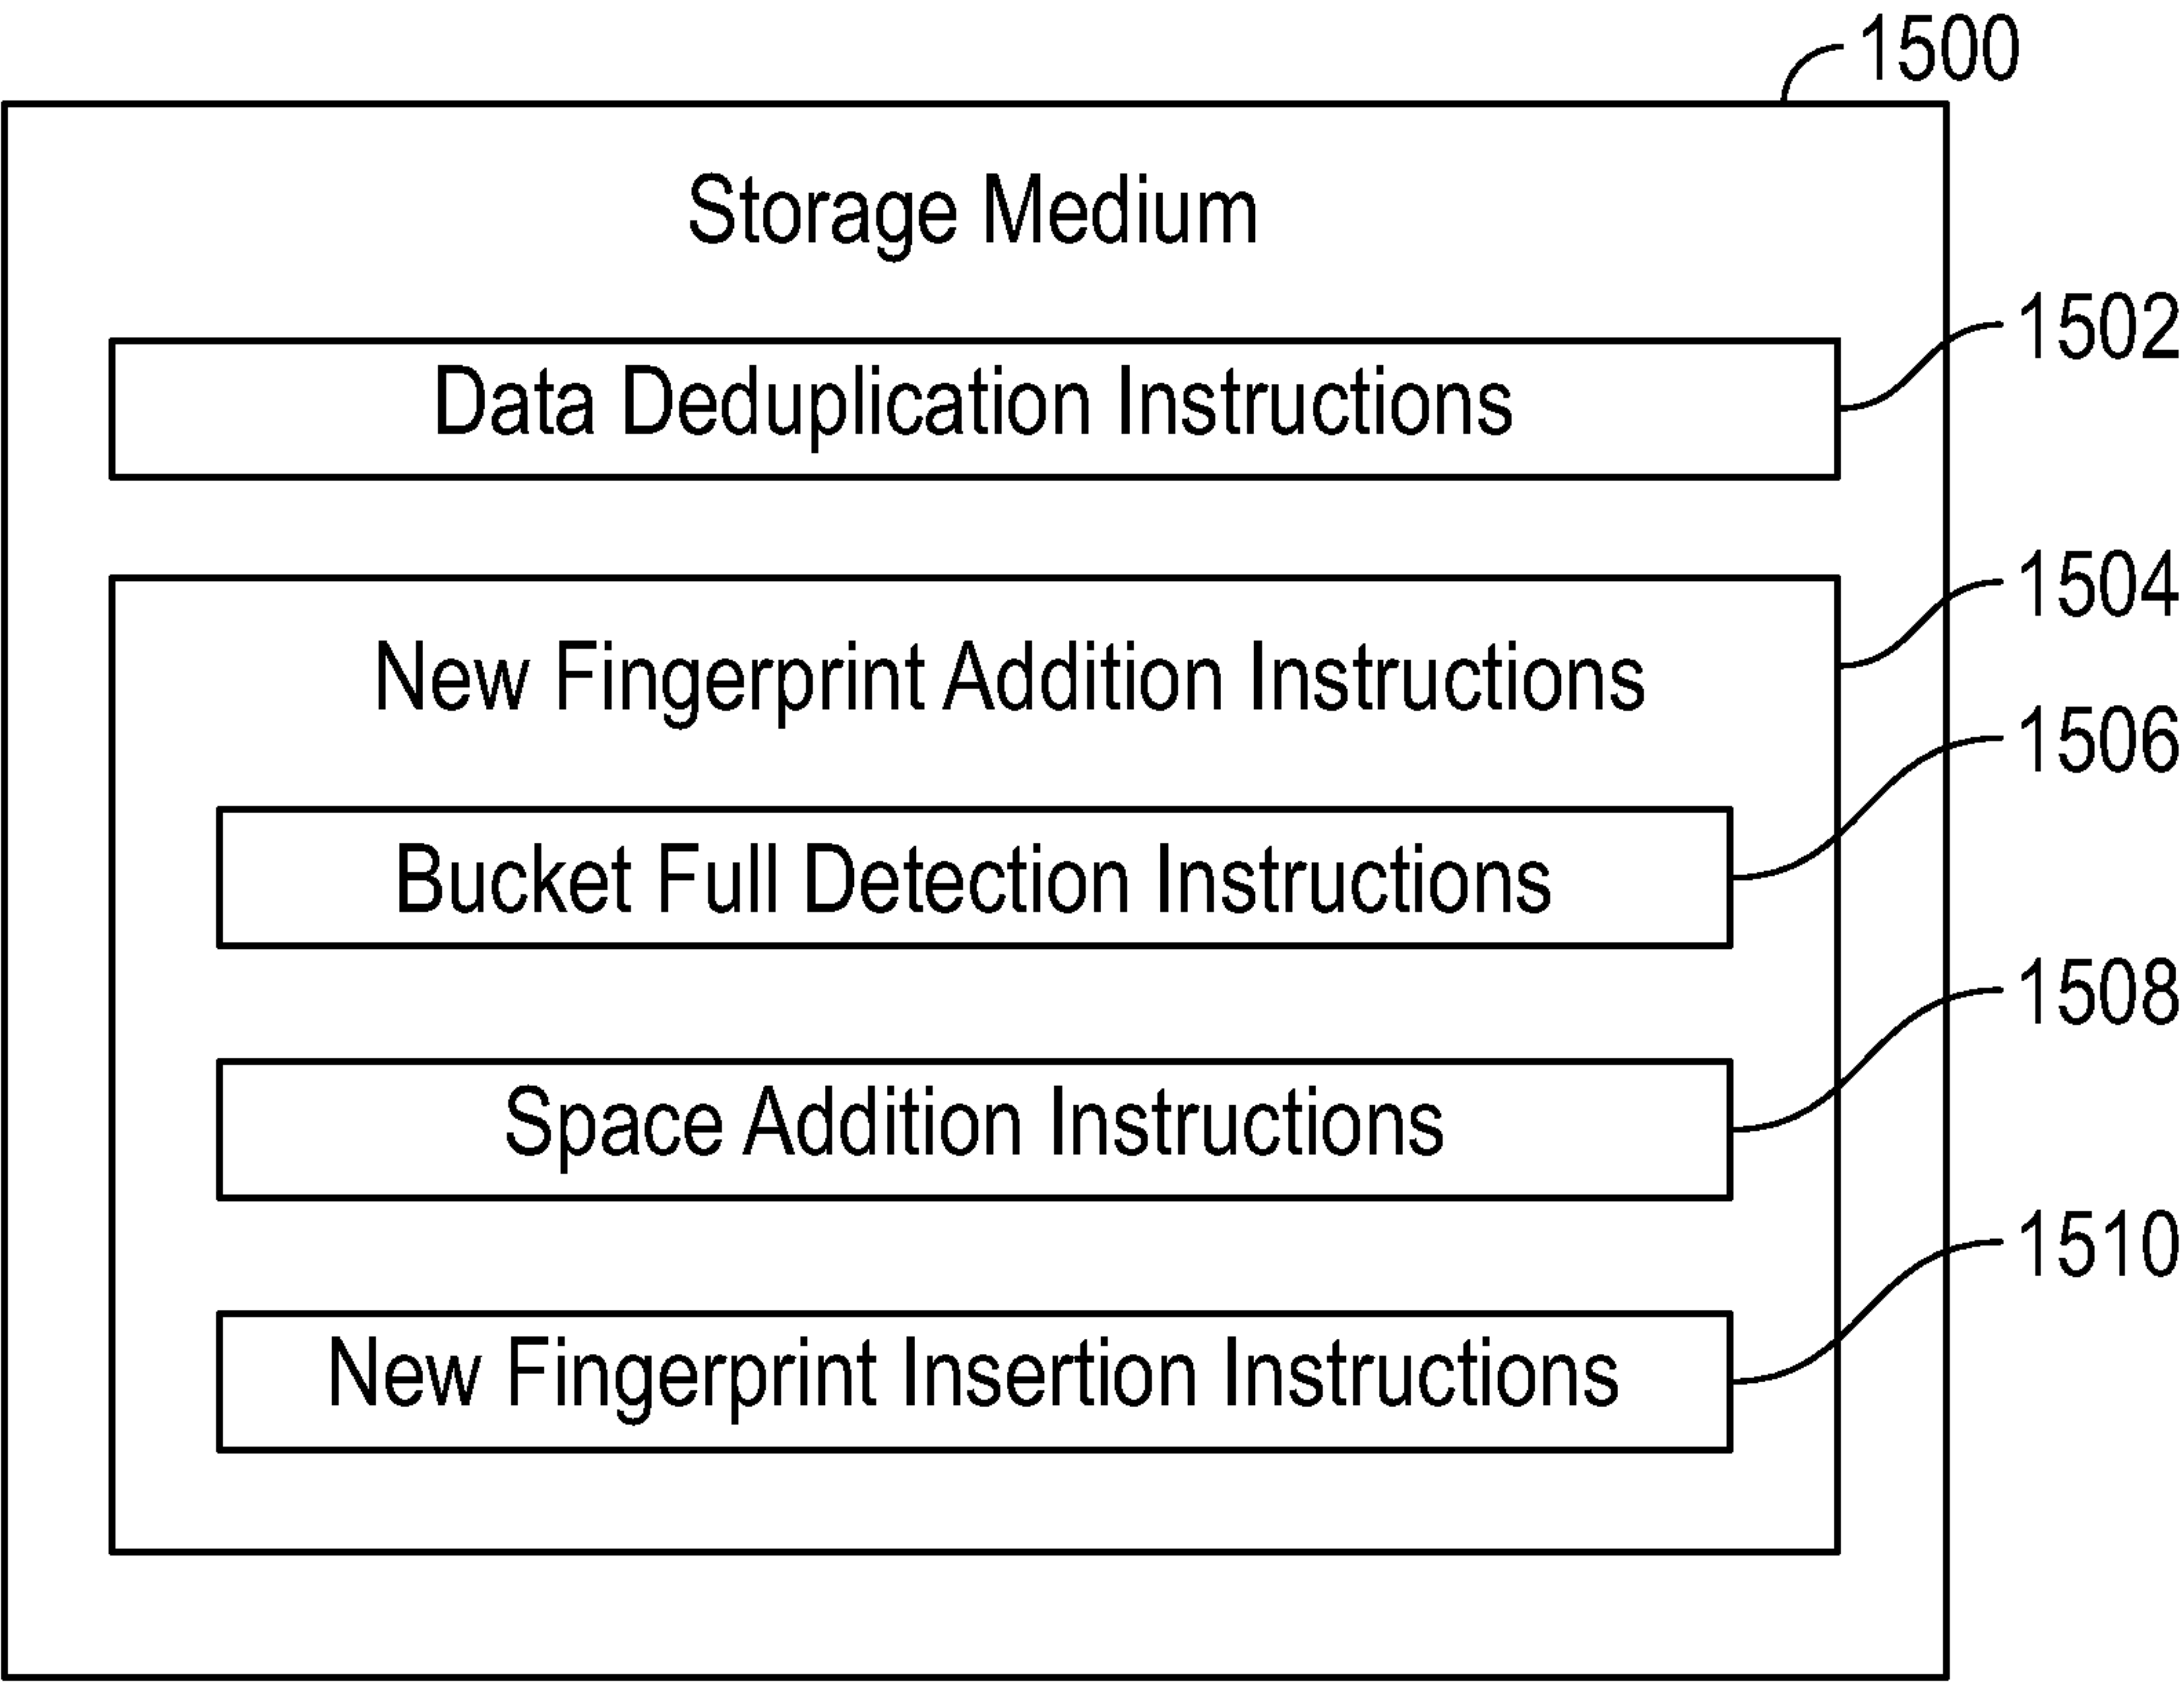 1500
Storage Medium
1502
Data Deduplication Instructions
1504
New Fingerprint Addition Instructions
1506
Bucket Full Detection Instructions
1508
Space Addition Instructions
1510
New Fingerprint Insertion Instructions